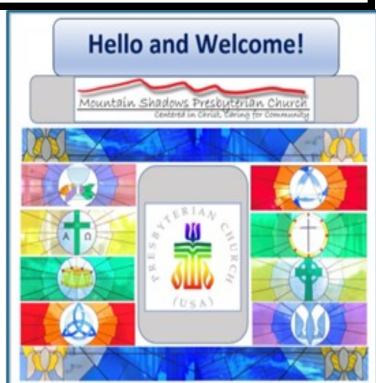 Hello and Welcome!
Mountain Shadows Presbyterian Church
Centered in Christ, Caring for Community
PRESBYTERIAN CHURCH
(USA)
Α Ω